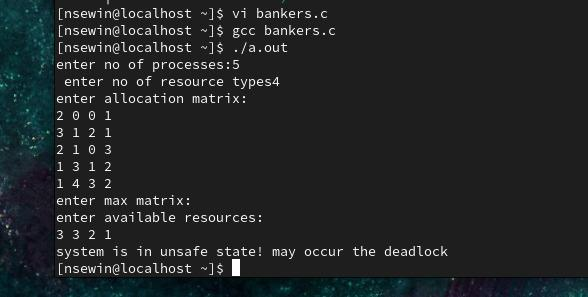 [nsewin@localhost ~]$ vi bankers.c
[nsewin@localhost ~]$ gcc bankers.c
[nsewin@localhost ~]$ ./a.out
enter no of processes:5
 enter no of resource types4
enter allocation matrix:
2 0 0 1
3 1 2 1
2 1 0 3
1 3 1 2
1 4 3 2
enter max matrix:
enter available resources:
3 3 2 1
system is in unsafe state! may occur the deadlock
[nsewin@localhost ~]$